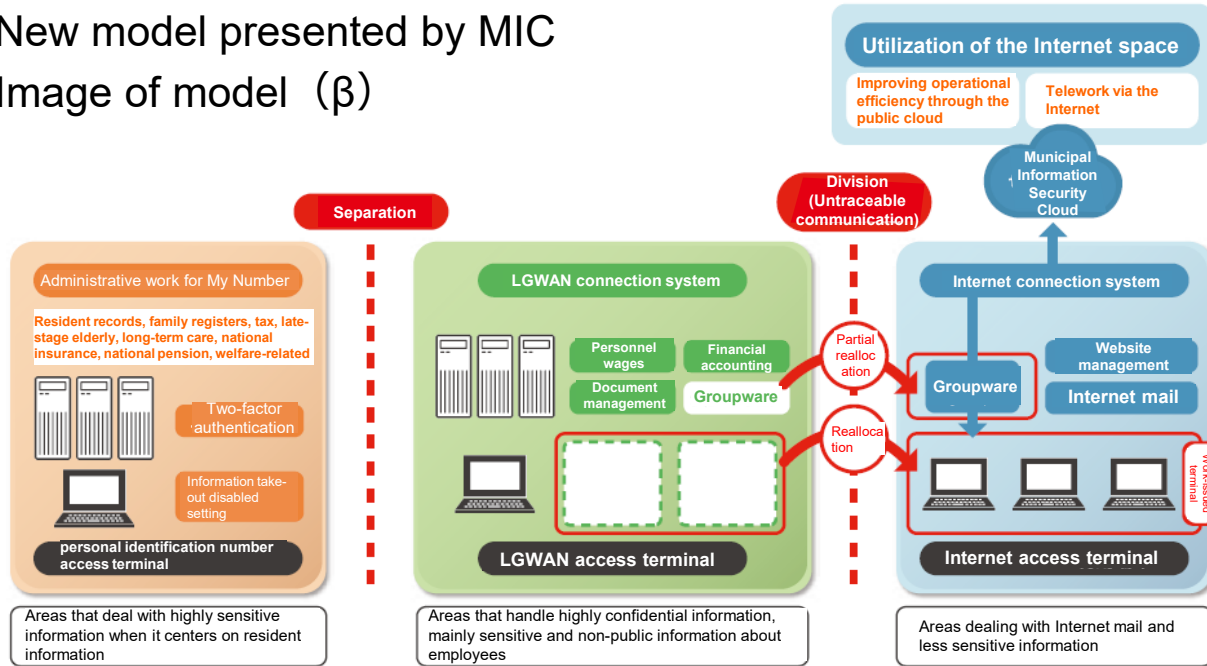 New model presented by MIC
Image of model（β）
Utilization of the Internet space
Improving operational
efficiency through the
public cloud
Telework via the
Internet
Municipal
Information
Security
Cloud
Separation
Division
(Untraceable
communication)
Administrative work for My Number
Resident records, family registers, tax, late-
stage elderly, long-term care, national
insurance, national pension, welfare-related
Two-factor
authentication
Information take-
out disabled
setting
personal identification number
access terminal
Areas that deal with highly sensitive
information when it centers on resident
information
LGWAN connection system
Personnel
wages
Financial
accounting
Document
management
Groupware
LGWAN access terminal
Areas that handle highly confidential information,
mainly sensitive and non-public information about
employees
Partial
realloc
ation
Realloca
tion
Internet connection system
Groupware
Website
management
Internet mail
terminal
Internet access terminal
Areas dealing with Internet mail and
less sensitive information